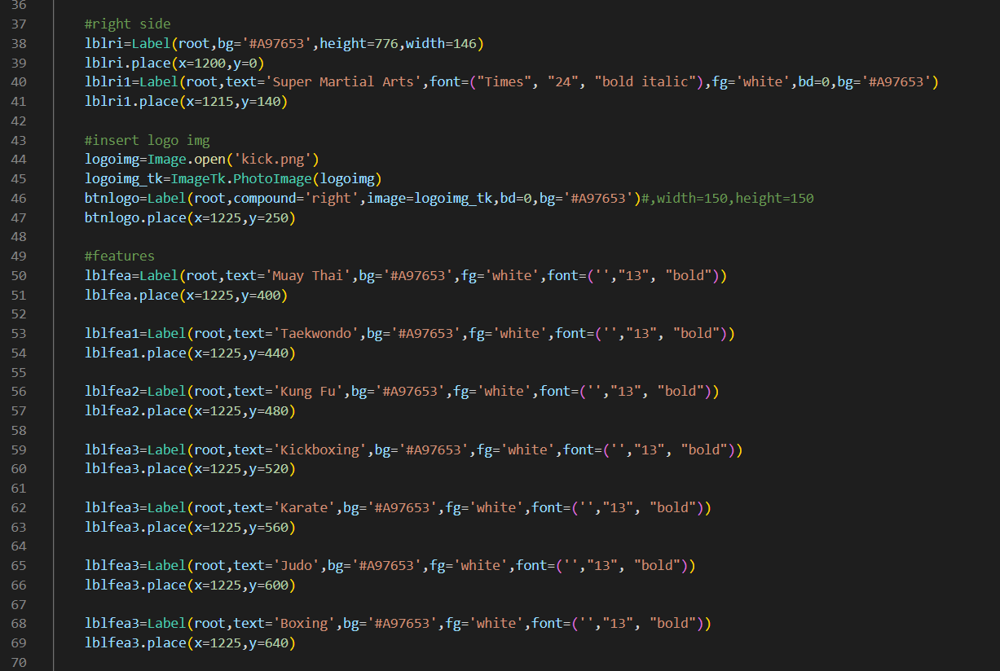 36
37 #right side
38 lblri=Label(root,bg='#A97653',height=776,width=146)
39 lblri.place(x=1200,y=0)
40 lblri1=Label(root,text='Super Martial Arts',font=("Times", "24", "bold italic"),fg='white',bd=0,bg='#A97653')
41 lblri1.place(x=1215,y=140)
42
43 #insert logo img
44 logoimg=Image.open('kick.png')
45 logoimg_tk=ImageTk.PhotoImage(logoimg)
46 btnlogo=Label(root,compound='right',image=logoimg_tk,bd=0,bg='#A97653')#,width=150,height=150
47 btnlogo.place(x=1225,y=250)
48
49 #features
50 lblfea=Label(root,text='Muay Thai',bg='#A97653',fg='white',font=('',"13", "bold"))
51 lblfea.place(x=1225,y=400)
52
53 lblfea1=Label(root,text='Taekwondo',bg='#A97653',fg='white',font=('',"13", "bold"))
54 lblfea1.place(x=1225,y=440)
55
56 lblfea2=Label(root,text='Kung Fu',bg='#A97653',fg='white',font=('',"13", "bold"))
57 lblfea2.place(x=1225,y=480)
58
59 lblfea3=Label(root,text='Kickboxing',bg='#A97653',fg='white',font=('',"13", "bold"))
60 lblfea3.place(x=1225,y=520)
61
62 lblfea3=Label(root,text='Karate',bg='#A97653',fg='white',font=('',"13", "bold"))
63 lblfea3.place(x=1225,y=560)
64
65 lblfea3=Label(root,text='Judo',bg='#A97653',fg='white',font=('',"13", "bold"))
66 lblfea3.place(x=1225,y=600)
67
68 lblfea3=Label(root,text='Boxing',bg='#A97653',fg='white',font=('',"13", "bold"))
69 lblfea3.place(x=1225,y=640)
70